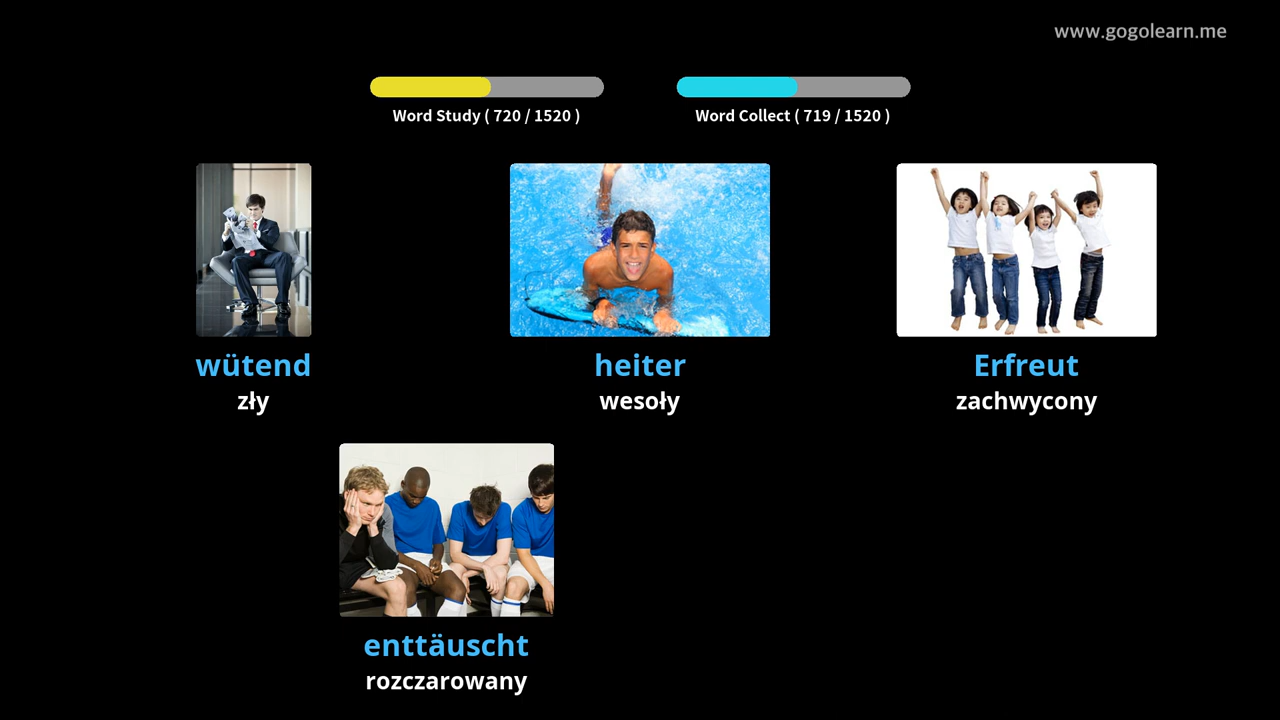 www.gogolearn.me
Word Study ( 720 / 1520 )
Word Collect ( 719 / 1520 )
wütend
zły
heiter
wesoły
Erfreut
zachwycony
enttäuscht
rozczarowany